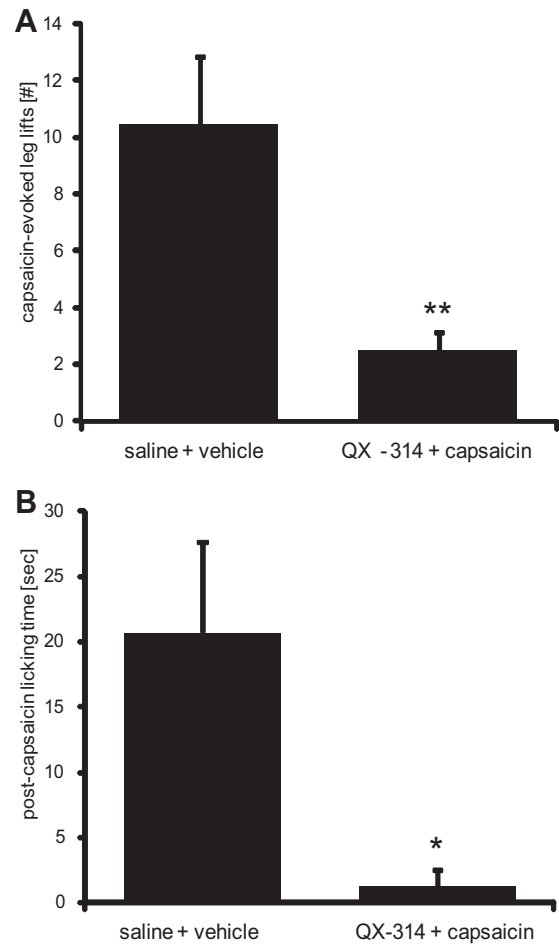 A
capsaicin-evoked leg lifts [#]
14
12
10
8
6
4
2
0
**
saline + vehicle
QX - 314 + capsaicin
B
post-capsaicin licking time [sec]
30
25
20
15
10
5
0
*
saline + vehicle
QX-314 + capsaicin